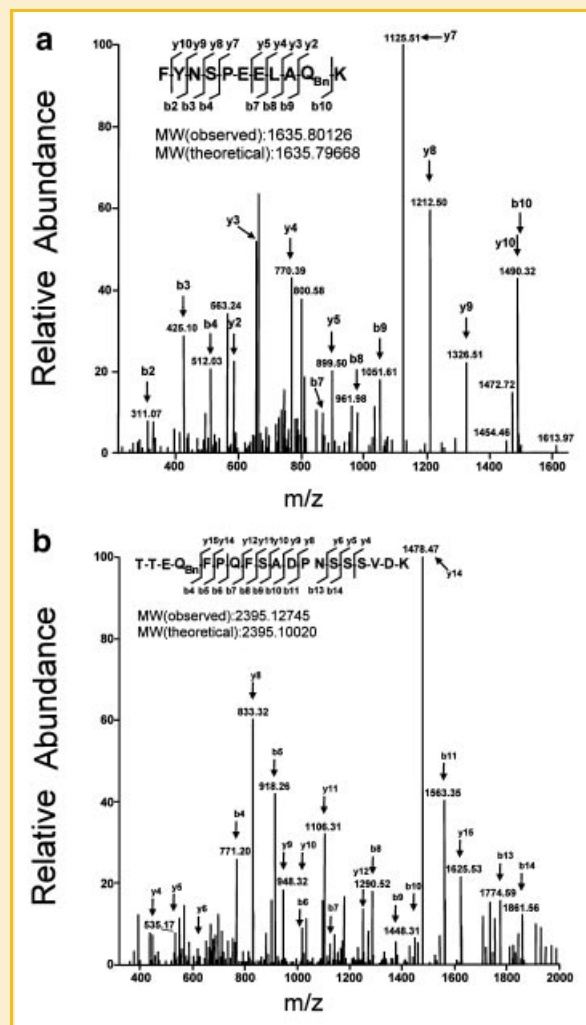 a
y10 y9 y8 y7 y5 y4 y3 y2
F-Y-N-S-P-E-E-L-A-Q Bn-K
b2 b3 b4 b7 b8 b9 b10
MW(observed):1635.80126
MW(theoretical):1635.79668
1125.51
y7
y8
1212.50
b10
y10
1490.32
y3
y4
770.39
800.58
b3
563.24
425.10
b4
y2
512.03
y5
899.50
b9
1051.61
y9
1326.51
b2
311.07
b7
b8
961.98
1472.72
1454.46
1613.97
100
80
60
40
20
0
Relative Abundance
400 600 800 1000 1200 1400 1600
m/z
b
y15 y14 y12 y11 y10 y9 y8 y6 y5 y4
T-T-E-Q Bn-F-P-Q-F-S-A-D-P-N-S-S-S-V-D-K
b4 b5 b6 b7 b8 b9 b10 b11 b13 b14
MW(observed):2395.12745
MW(theoretical):2395.10020
1478.47
y14
y8
833.32
b5
918.26
b4
771.20
y11
1106.31
b11
1563.35
y9
y10
948.32
y12
b8
1290.52
y15
1625.53
b13
1774.59
b14
1861.56
y4
y5
535.17
y6
b6
b7
b9
b10
1448.31
100
80
60
40
20
0
Relative Abundance
400 600 800 1000 1200 1400 1600 1800 2000
m/z